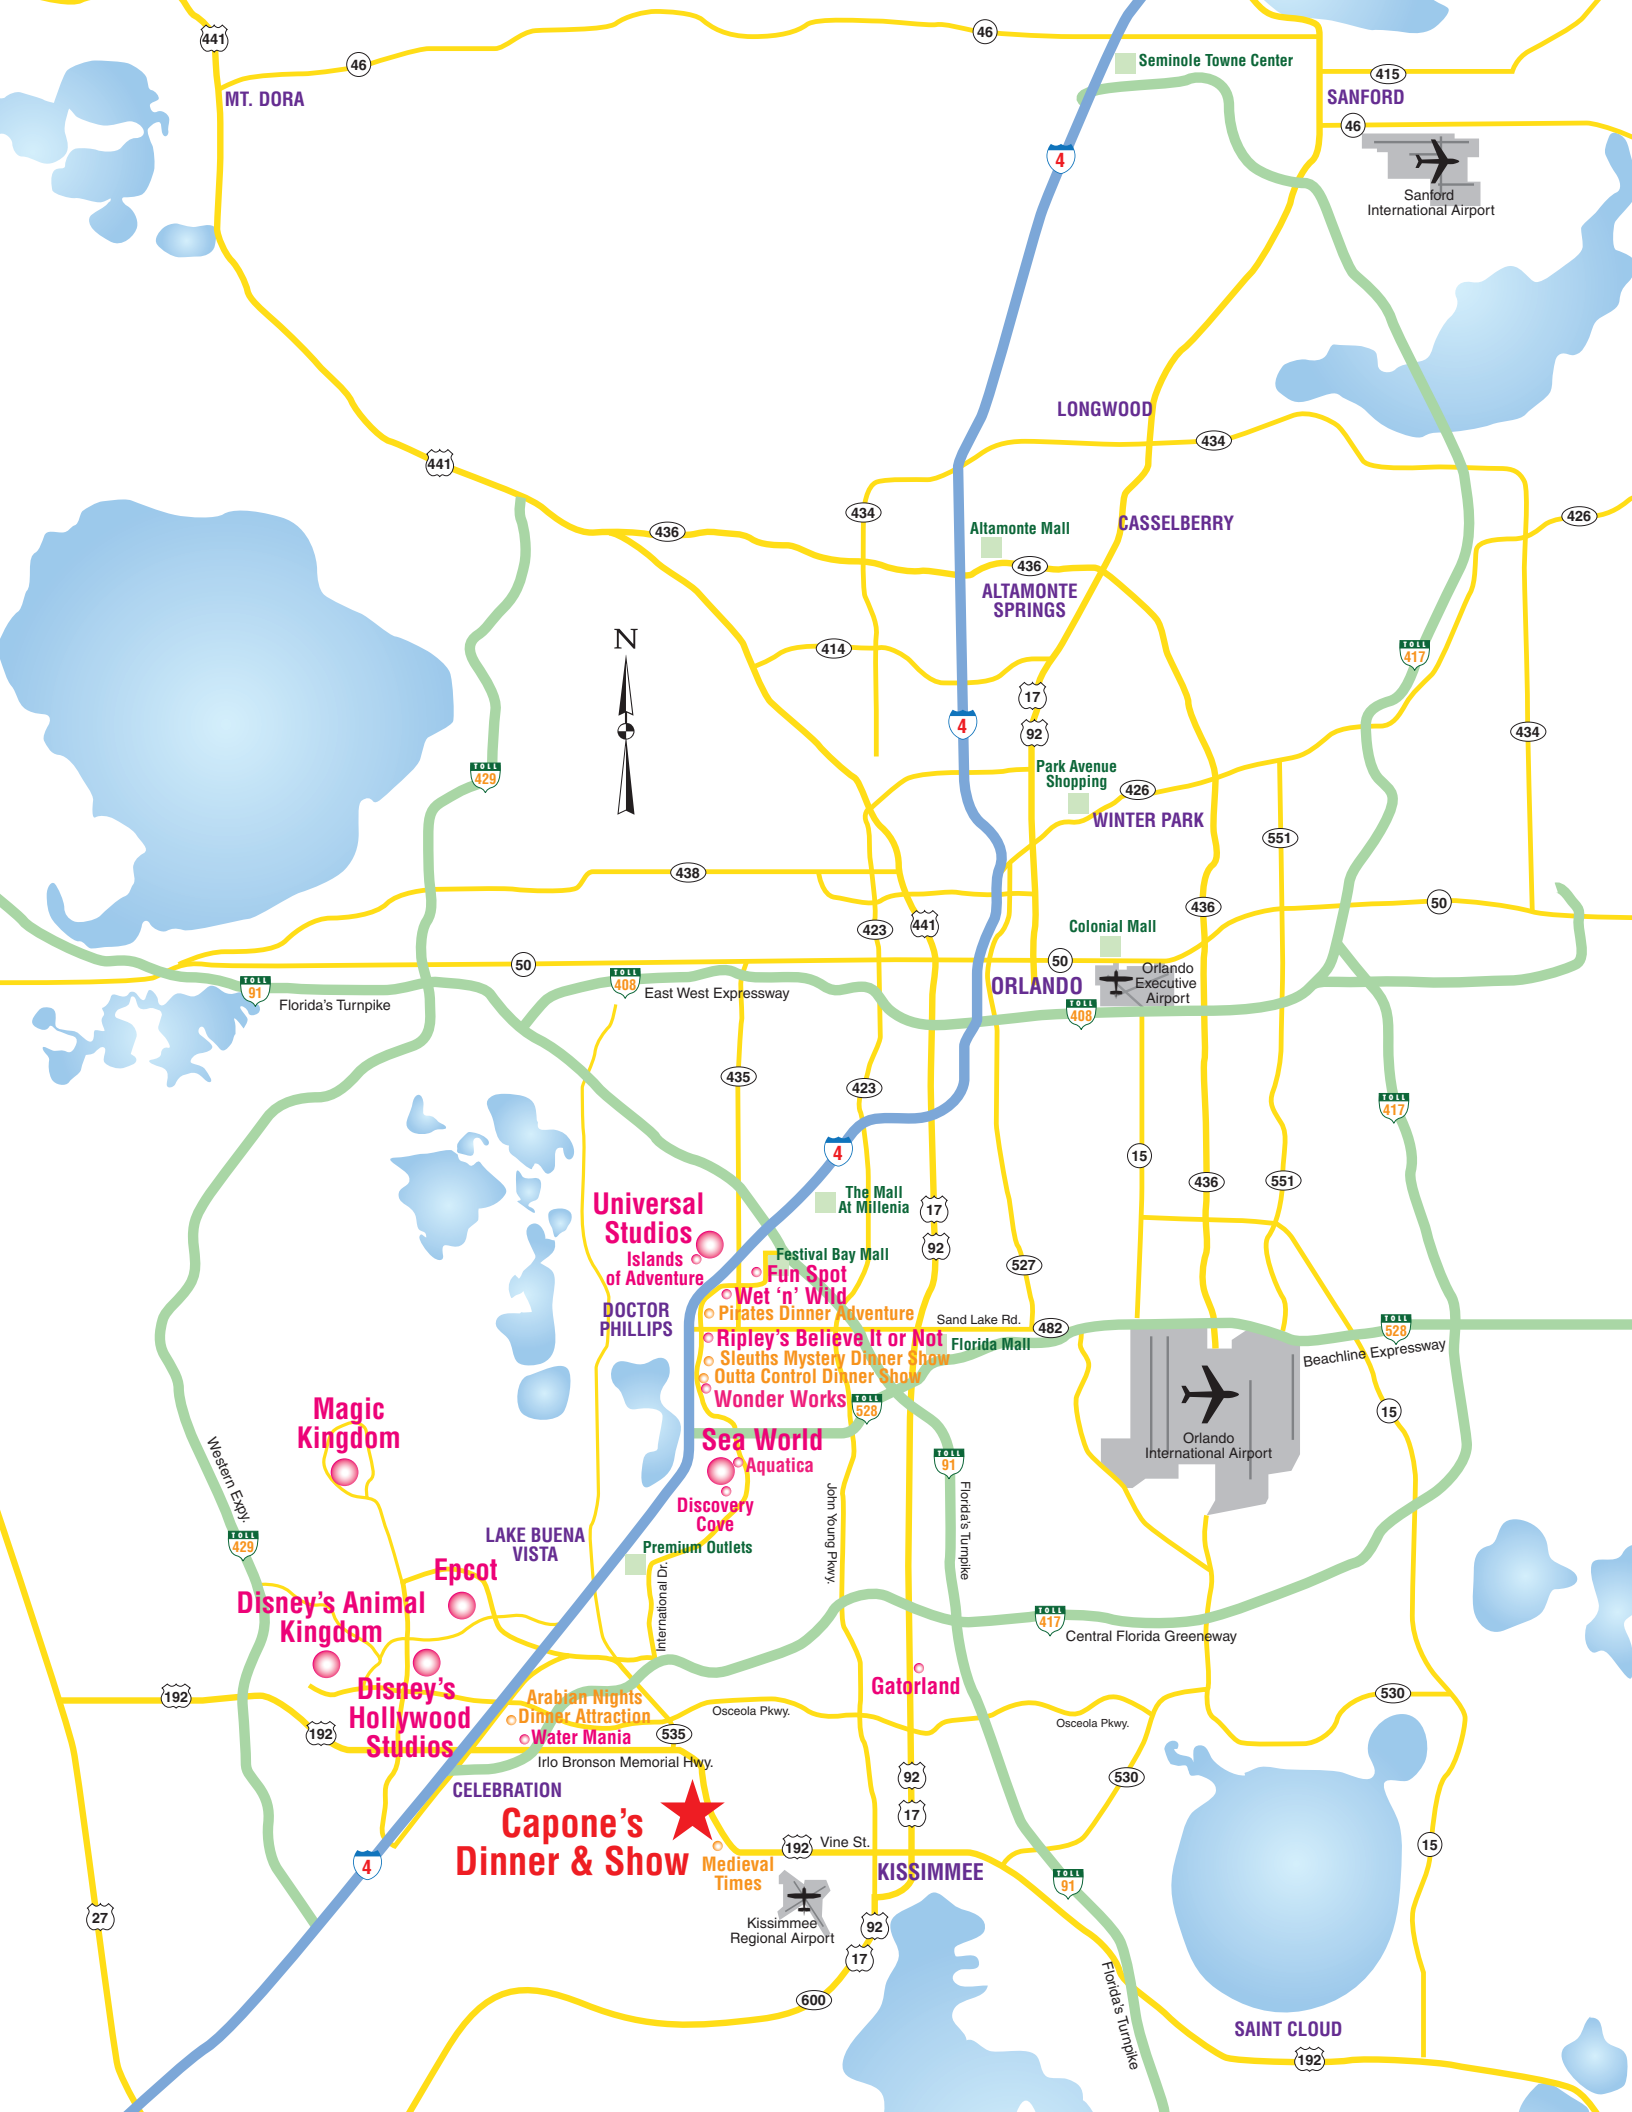 441
46
46
Seminole Towne Center
415
MT. DORA
SANFORD
46
4
Sanford
International Airport
LONGWOOD
434
441
434
426
Altamonte Mall
CASSELBERRY
436
436
ALTAMONTE
SPRINGS
N
414
TOLL
417
17
4
92
434
Park Avenue
Shopping
TOLL
429
426
WINTER PARK
551
438
50
436
441
423
Colonial Mall
50
50
Orlando
Executive
Airport
TOLL
91
Florida's Turnpike
TOLL
408
East West Expressway
ORLANDO
TOLL
408
435
423
TOLL
417
4
15
436
551
The Mall
At Millenia
Universal
Studios
17
92
Islands
of Adventure
Festival Bay Mall
Fun Spot
527
Wet ‘n’ Wild
DOCTOR
PHILLIPS
Pirates Dinner Adventure
Sand Lake Rd.
482
TOLL
528
Ripley’s Believe It or Not
Florida Mall
Beachline Expressway
Sleuths Mystery Dinner Show
Outta Control Dinner Show
Wonder Works
TOLL
528
15
Magic
Kingdom
Sea World
Orlando
International Airport
Western Expy.
Aquatica
TOLL
91
Discovery
Cove
John Young Pkwy.
Florida's Turnpike
LAKE BUENA
VISTA
TOLL
429
Premium Outlets
Epcot
International Dr.
Disney’s Animal
Kingdom
TOLL
417
Central Florida Greeneway
Gatorland
192
Disney’s
Hollywood
Studios
Arabian Nights
Dinner Attraction
Osceola Pkwy.
Osceola Pkwy.
530
192
Water Mania
535
Irlo Bronson Memorial Hwy.
CELEBRATION
92
530
17
Capone’s
Dinner & Show
192
Vine St.
15
4
Medieval
Times
KISSIMMEE
TOLL
91
27
Kissimmee
Regional Airport
92
17
600
Florida's Turnpike
SAINT CLOUD
192